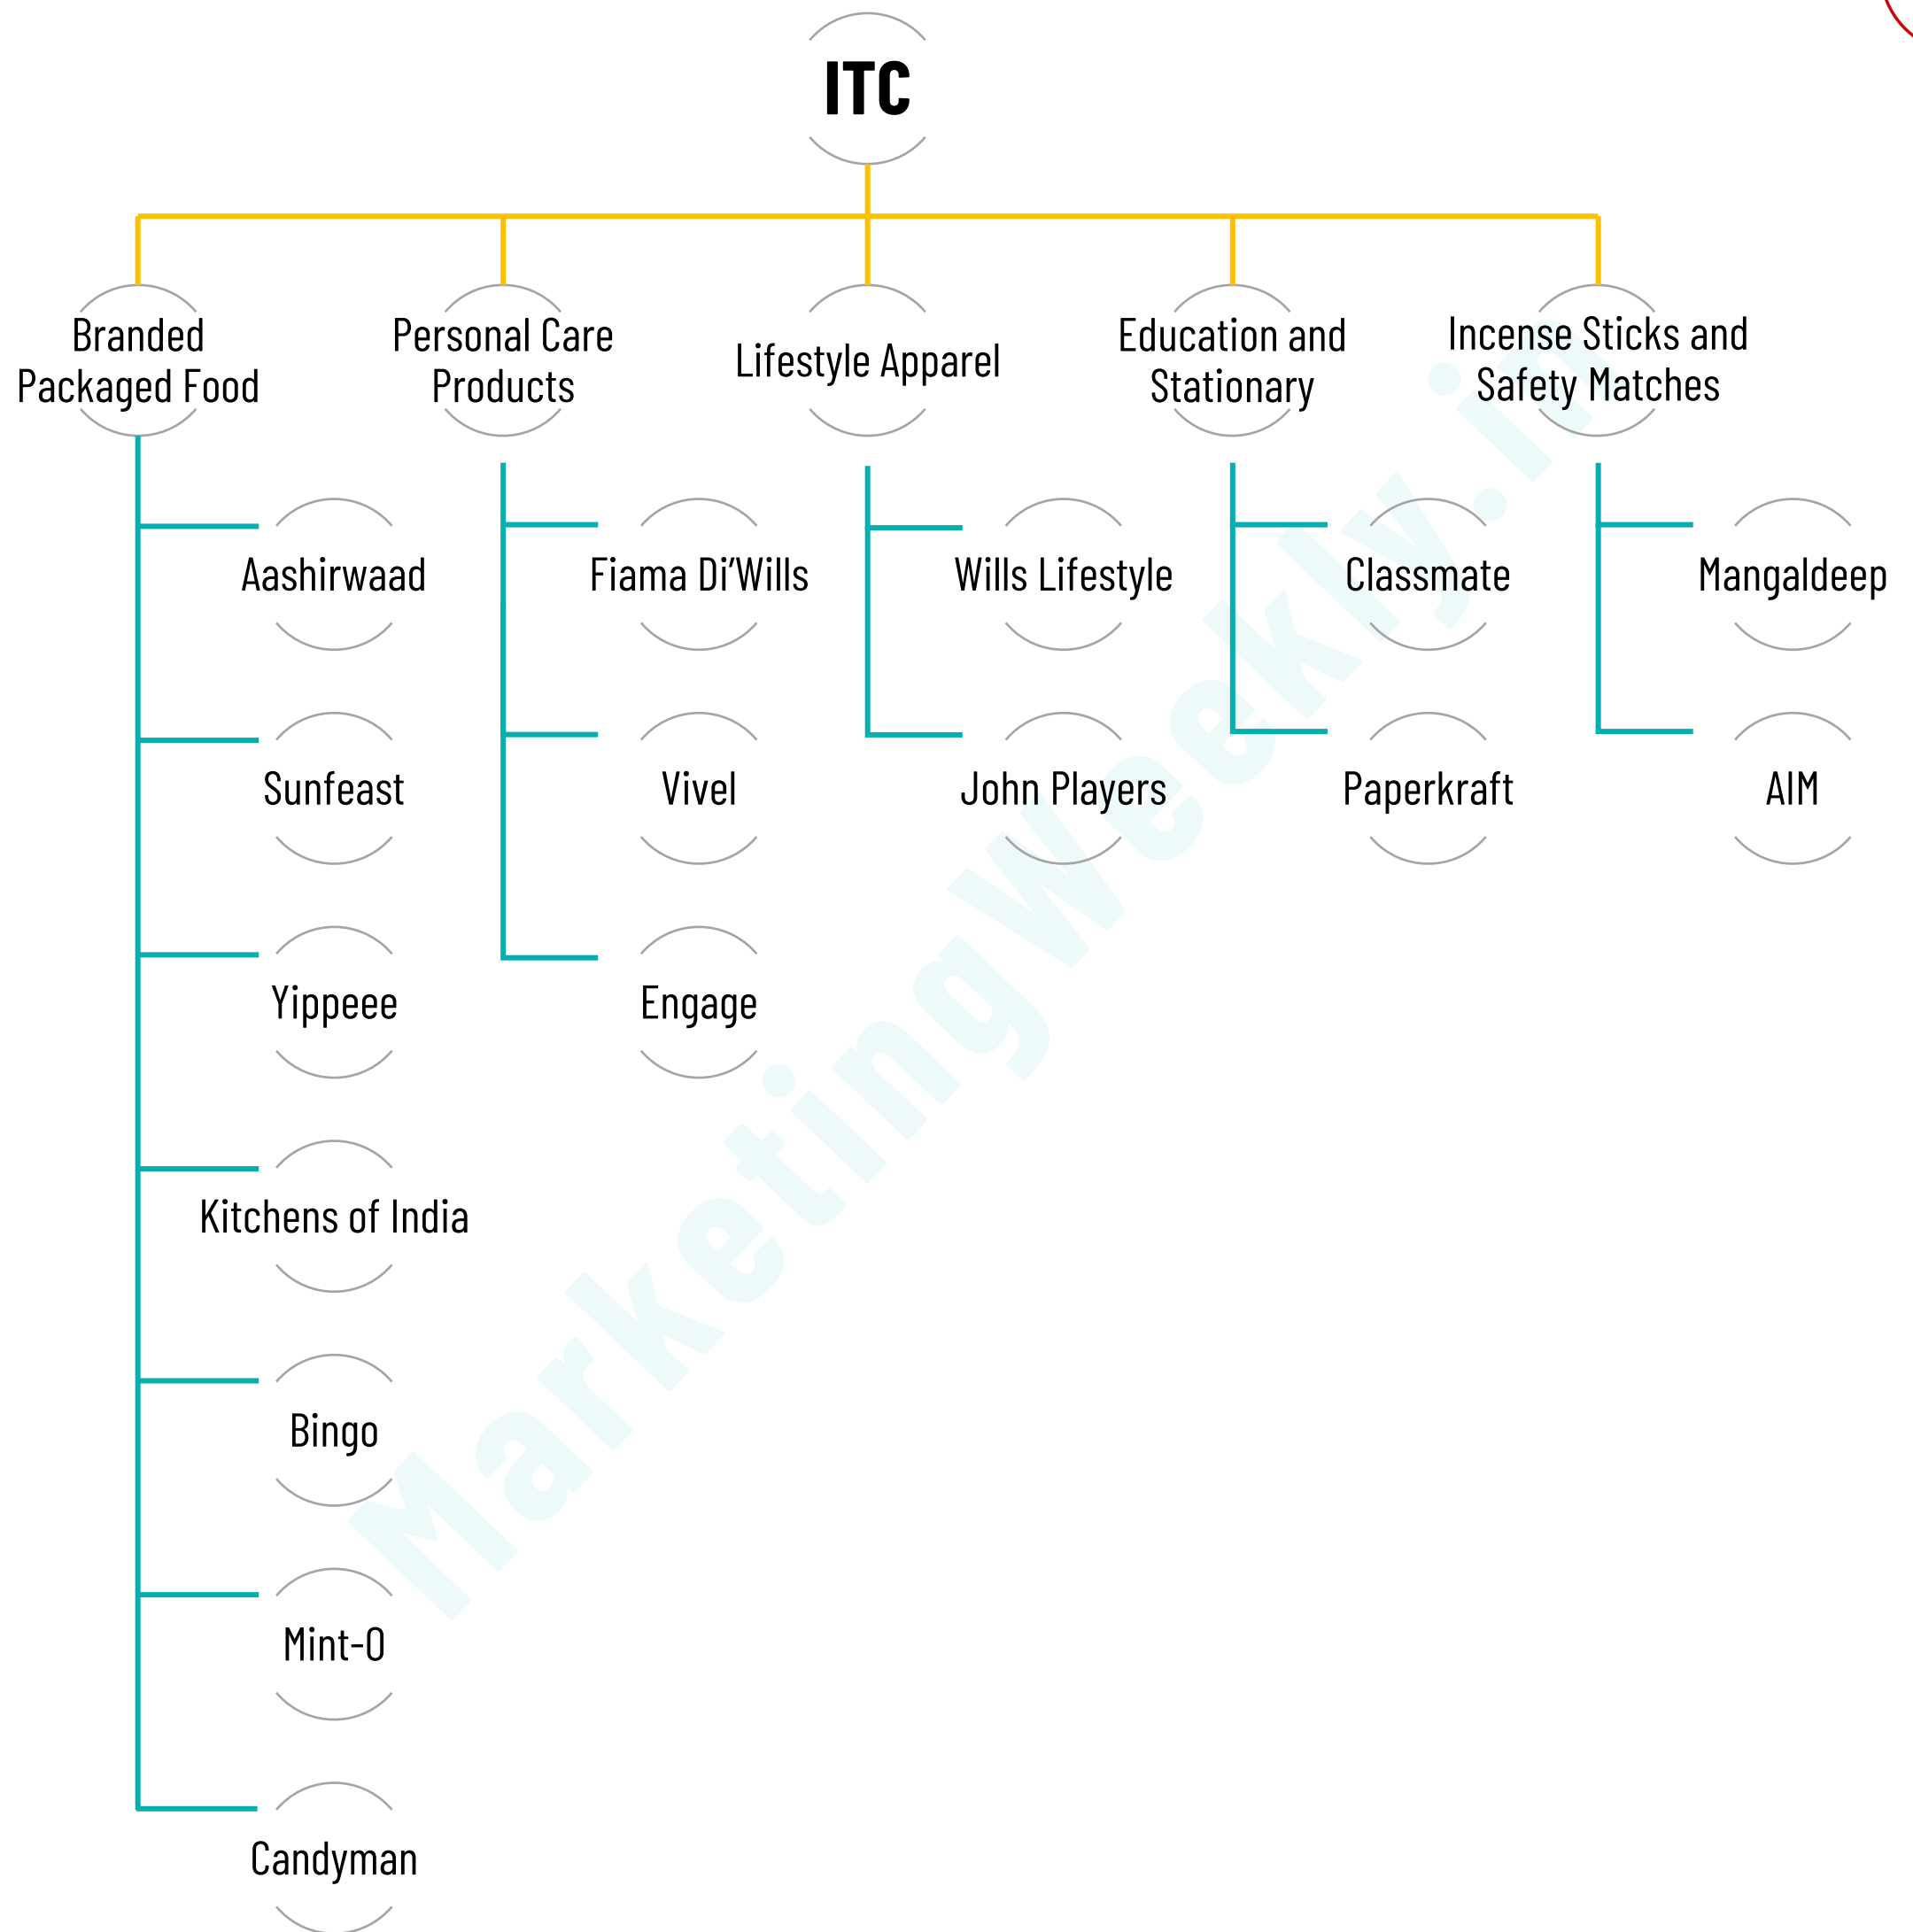 ITC
Branded
Packaged Food
Personal Care
Products
Lifestyle Apparel
Education and
Stationary
Incense Sticks and
Safety Matches
Aashirwaad
Fiama Di'Wills
Wills Lifestyle
Classmate
Mangaldeep
Sunfeast
Vivel
John Players
Paperkraft
AIM
Yippeee
Engage
Kitchens of India
Bingo
Mint-O
Candyman
MarketingWeekly.in